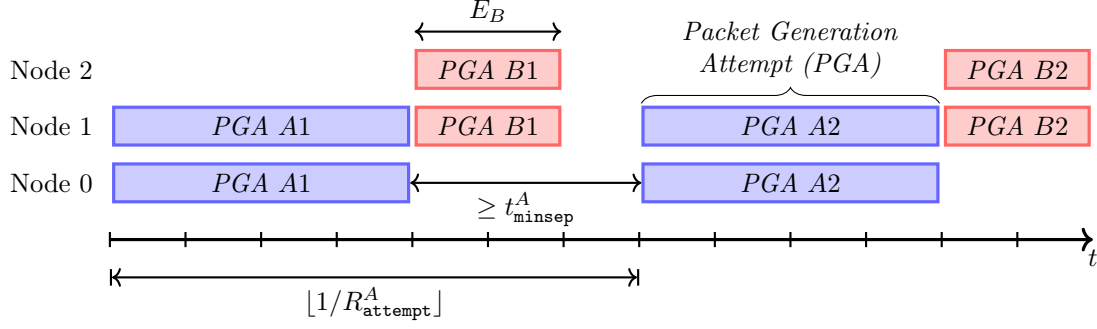 E_B
Packet Generation
Attempt (PGA)
Node 2 PGA B1 PGA B2
Node 1 PGA A1 PGA B1 PGA A2 PGA B2
Node 0 PGA A1 PGA A2
≥ t^A_minsep
t
⌊1/R^A_attempt⌋